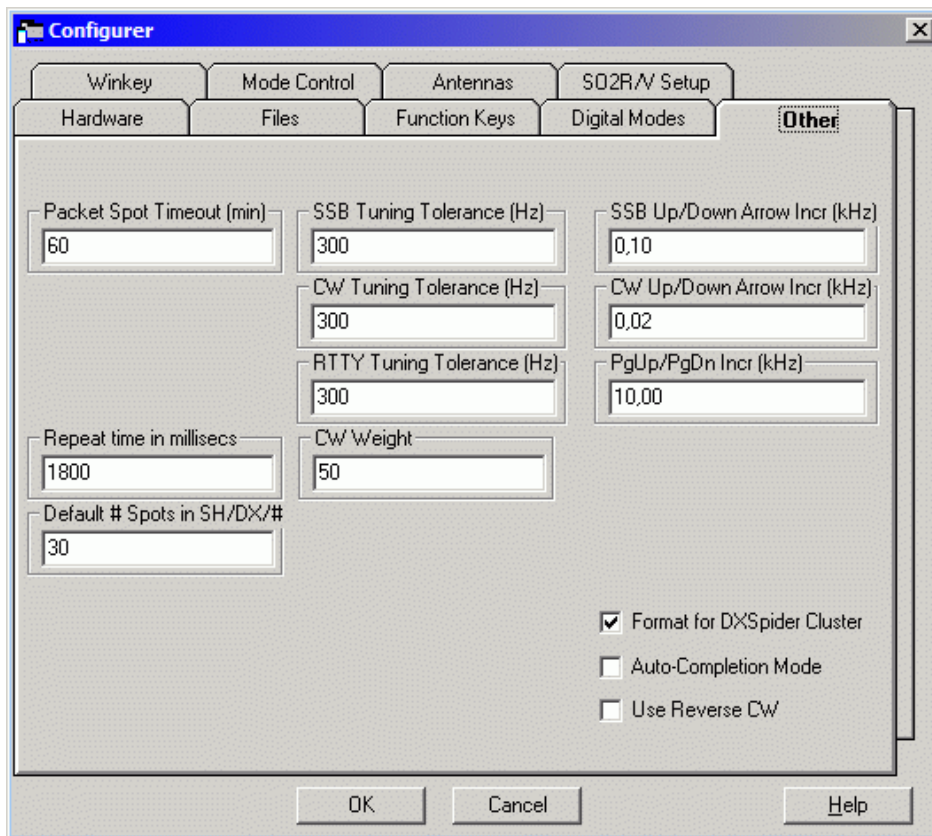 Configurer
Winkey
Mode Control
Antennas
SO2R/V Setup
Hardware
Files
Function Keys
Digital Modes
Other
Packet Spot Timeout (min)
60
SSB Tuning Tolerance (Hz)
300
SSB Up/Down Arrow Incr (kHz)
0,10
CW Tuning Tolerance (Hz)
300
CW Up/Down Arrow Incr (kHz)
0,02
RTTY Tuning Tolerance (Hz)
300
PgUp/PgDn Incr (kHz)
10,00
Repeat time in millisecs
1800
CW Weight
50
Default # Spots in SH/DX/#
30
Format for DXSpider Cluster
Auto-Completion Mode
Use Reverse CW
OK
Cancel
Help